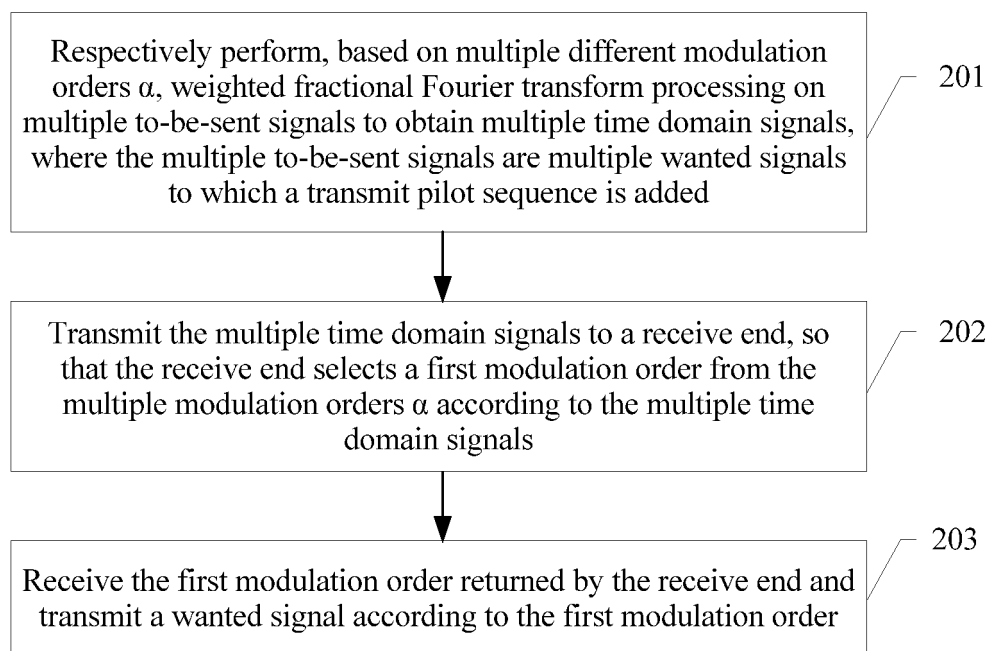 Respectively perform, based on multiple different modulation
orders α, weighted fractional Fourier transform processing on
multiple to-be-sent signals to obtain multiple time domain signals,
where the multiple to-be-sent signals are multiple wanted signals
to which a transmit pilot sequence is added
201
Transmit the multiple time domain signals to a receive end, so
that the receive end selects a first modulation order from the
multiple modulation orders α according to the multiple time
domain signals
202
Receive the first modulation order returned by the receive end and
transmit a wanted signal according to the first modulation order
203